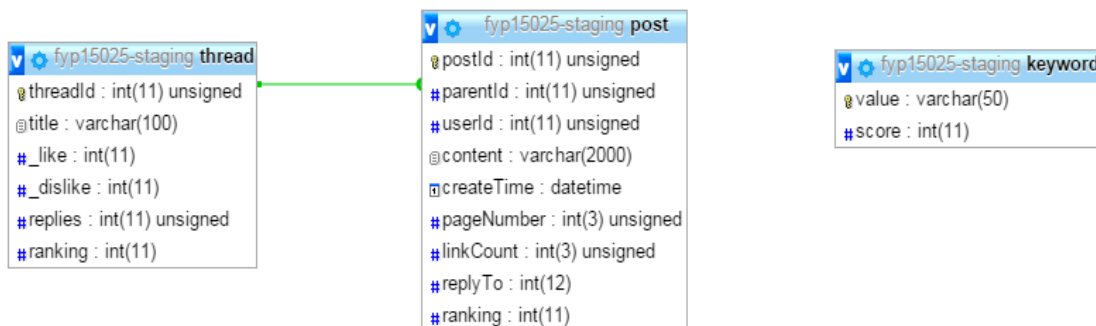 fyp15025-staging thread
threadId : int(11) unsigned
title : varchar(100)
_like : int(11)
_dislike : int(11)
replies : int(11) unsigned
ranking : int(11)
v fyp15025-staging post
postId : int(11) unsigned
parentId : int(11) unsigned
userId : int(11) unsigned
content : varchar(2000)
createTime : datetime
pageNumber : int(3) unsigned
linkCount : int(3) unsigned
replyTo : int(12)
ranking : int(11)
v fyp15025-staging keyword
value : varchar(50)
score : int(11)